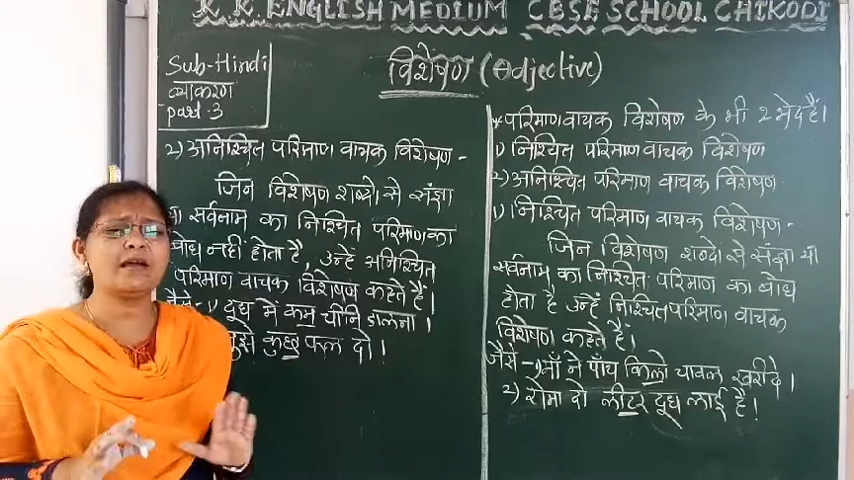 K K ENGLISH MEDIUM CBSE SCHOOL CHIKODI
Sub-Hindi
व्याकरण
part-3
विशेषण (Adjective)
2) अनिश्चित परिमाण वाचक विशेषण -
जिन विशेषण शब्दो से संज्ञा
या सर्वनाम का निश्चित परिमाण का
बोध नहीं होता है, उन्हें अनिश्चित
परिमाण वाचक विशेषण कहते हैं।
जैसे - 1) दूध में कम चीनि डालना।
मुझे कुछ फल दो।
* परिमाणवाचक विशेषण के भी 2 भेद हैं।
1) निश्चित परिमाण वाचक विशेषण
2) अनिश्चित परिमाण वाचक विशेषण
1) निश्चित परिमाण वाचक विशेषण -
जिन विशेषण शब्दो से संज्ञा या
सर्वनाम का निश्चित परिमाण का बोध
होता है उन्हें निश्चित परिमाण वाचक
विशेषण कहते हैं।
जैसे - 1) माँ ने पाँच किलो चावल खरीदे।
2) रोमा दो लीटर दूध लाई है।